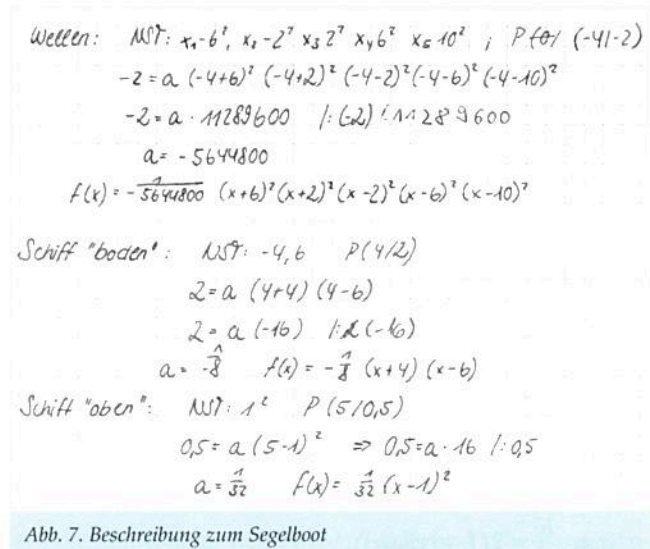 Wellen: NST: x₁-6², x₂-2² x₃ 2² x₄ 6² x₅ 10² ; P (-4|-2)
-2 = a (-4+6)² (-4+2)² (-4-2)² (-4-6)² (-4-10)²
-2 = a · 11289600 /: (-2) : 11289600
a = - 5644800
f(x) = - 1/5644800 (x+6)² (x+2)² (x-2)² (x-6)² (x-10)²
Schiff "boden": NST: -4, 6 P(4/2)
2 = a (4+4) (4-6)
2 = a (-16) /: (-16)
a = - 1/8 f(x) = - 1/8 (x+4) (x-6)
Schiff "oben": NST: 1² P (5/0,5)
0,5 = a (5-1)² ⇒ 0,5 = a · 16 /: 0,5
a = 1/32 f(x) = 1/32 (x-1)²
Abb. 7. Beschreibung zum Segelboot